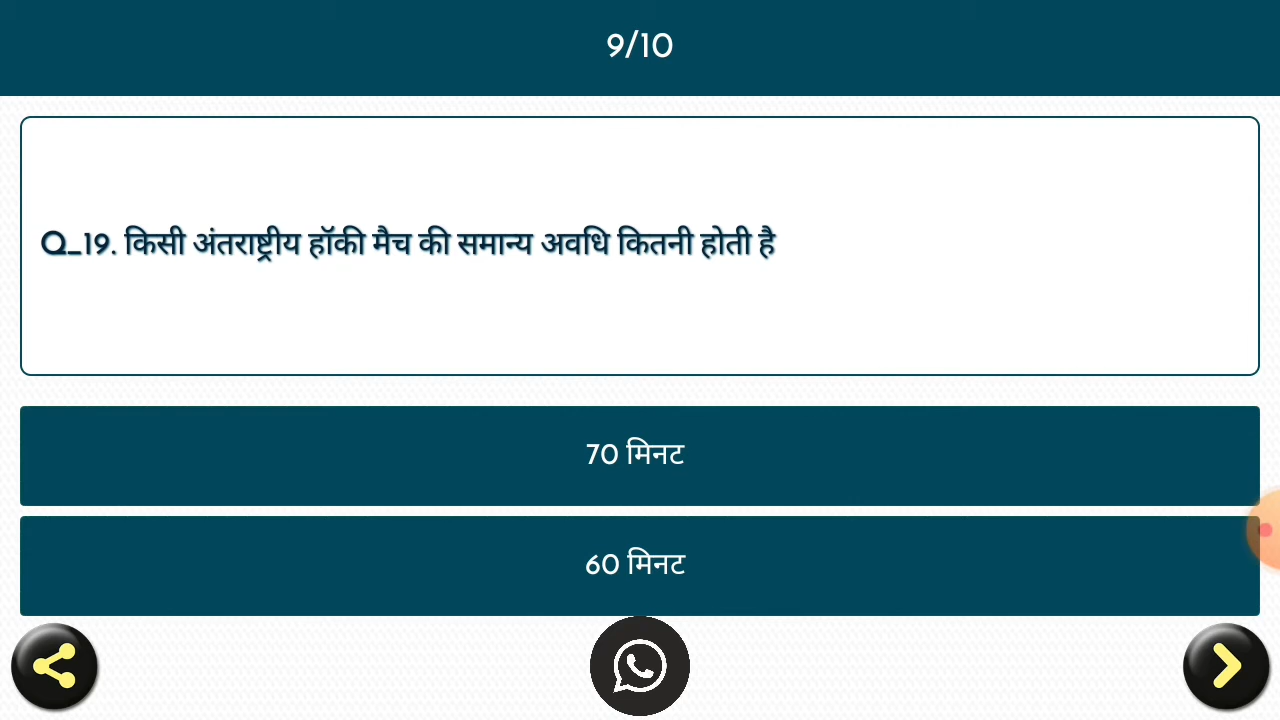 9/10
Q_19. किसी अंतराष्ट्रीय हॉकी मैच की समान्य अवधि कितनी होती है
70 मिनट
60 मिनट